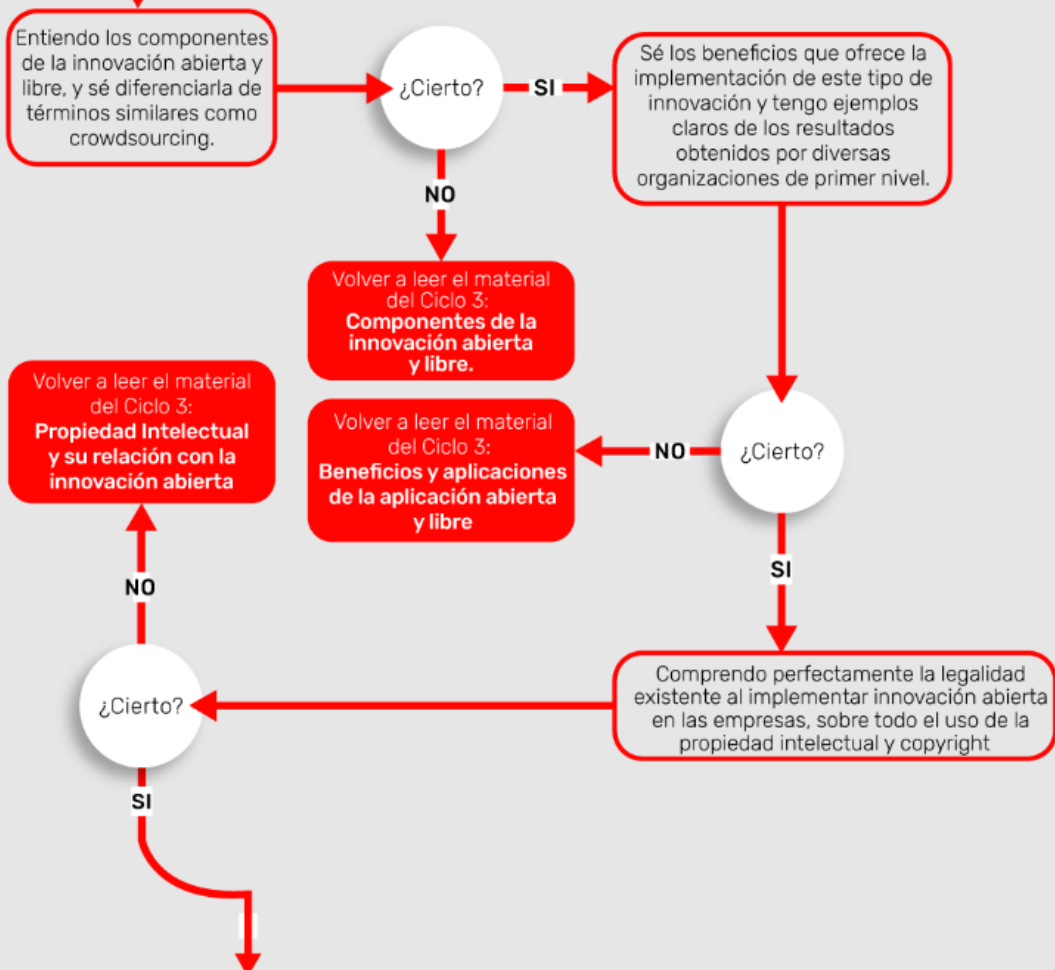 Entiendo los componentes
de la innovación abierta y
libre, y sé diferenciarla de
términos similares como
crowdsourcing.
¿Cierto?
SI
Sé los beneficios que ofrece la
implementación de este tipo de
innovación y tengo ejemplos
claros de los resultados
obtenidos por diversas
organizaciones de primer nivel.
NO
Volver a leer el material
del Ciclo 3:
Componentes de la
innovación abierta
y libre.
¿Cierto?
NO
Volver a leer el material
del Ciclo 3:
Beneficios y aplicaciones
de la aplicación abierta
y libre
SI
Comprendo perfectamente la legalidad
existente al implementar innovación abierta
en las empresas, sobre todo el uso de la
propiedad intelectual y copyright
¿Cierto?
NO
Volver a leer el material
del Ciclo 3:
Propiedad Intelectual
y su relación con la
innovación abierta
SI